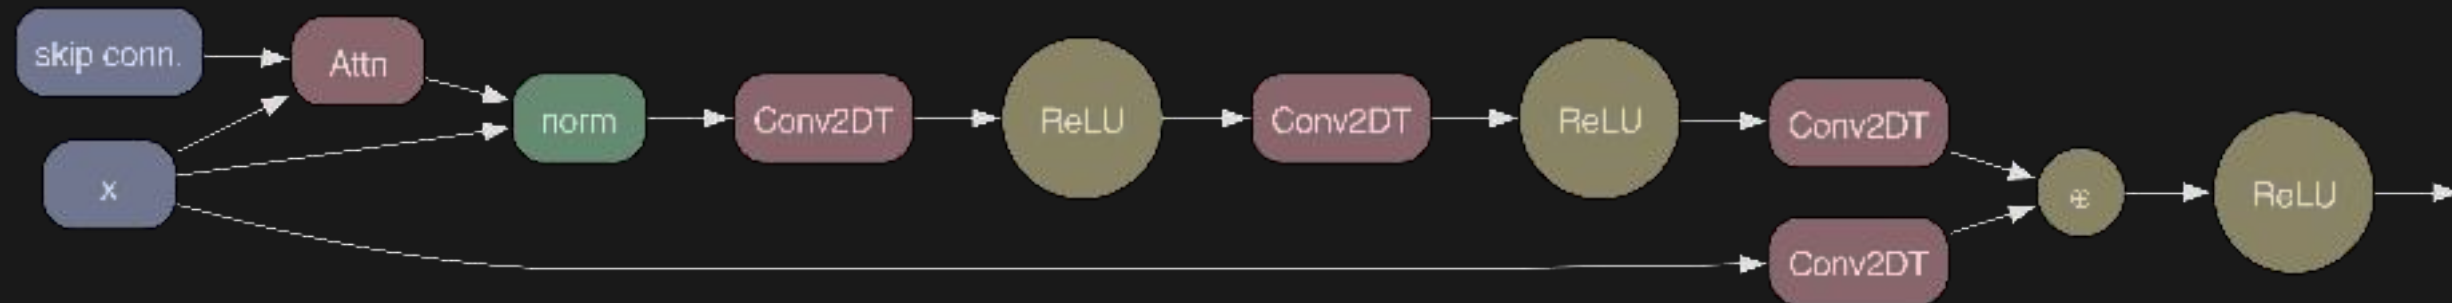 skip conn.
Attn
x
norm
Conv2DT
ReLU
Conv2DT
ReLU
Conv2DT
Conv2DT
⊕
ReLU